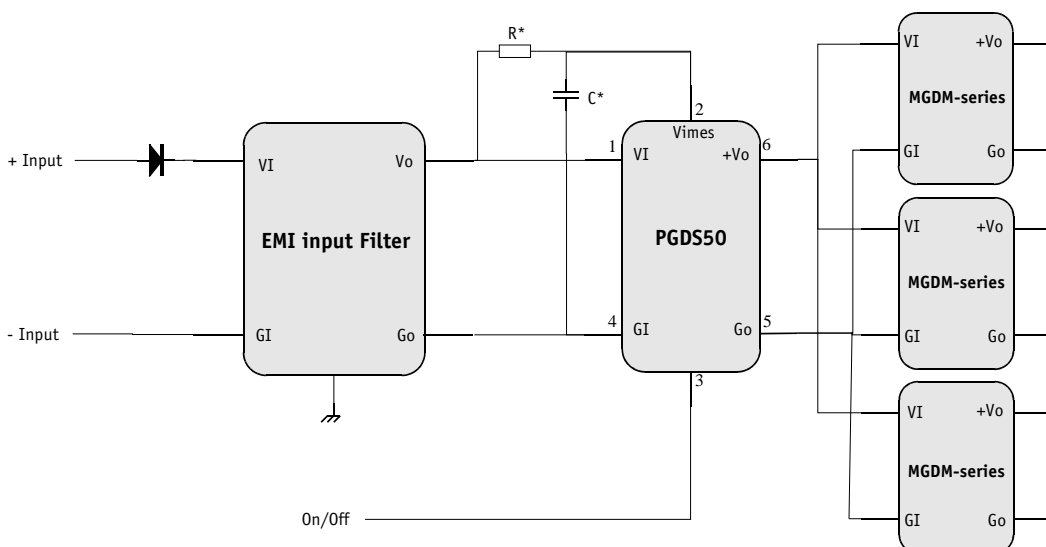 R*
C*
2
Vimes
+ Input
VI
Vo
1
VI
+Vo
6
EMI input Filter
PGDS50
- Input
GI
Go
4
GI
Go
5
3
On/Off
VI
+Vo
MGDM-series
GI
Go
VI
+Vo
MGDM-series
GI
Go
VI
+Vo
MGDM-series
GI
Go